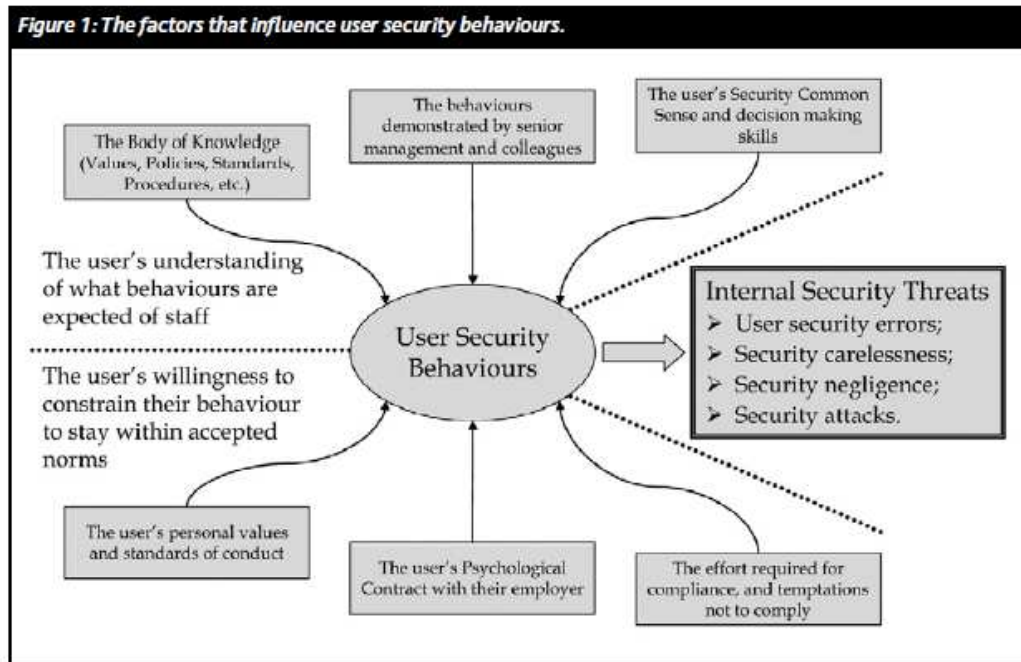 Figure 1: The factors that influence user security behaviours.
The Body of Knowledge
(Values, Policies, Standards,
Procedures, etc.)
The behaviours
demonstrated by senior
management and colleagues
The user's Security Common
Sense and decision making
skills
The user's understanding
of what behaviours are
expected of staff
User Security
Behaviours
Internal Security Threats
➢ User security errors;
➢ Security carelessness;
➢ Security negligence;
➢ Security attacks.
The user's willingness to
constrain their behaviour
to stay within accepted
norms
The user's personal values
and standards of conduct
The user's Psychological
Contract with their employer
The effort required for
compliance, and temptations
not to comply